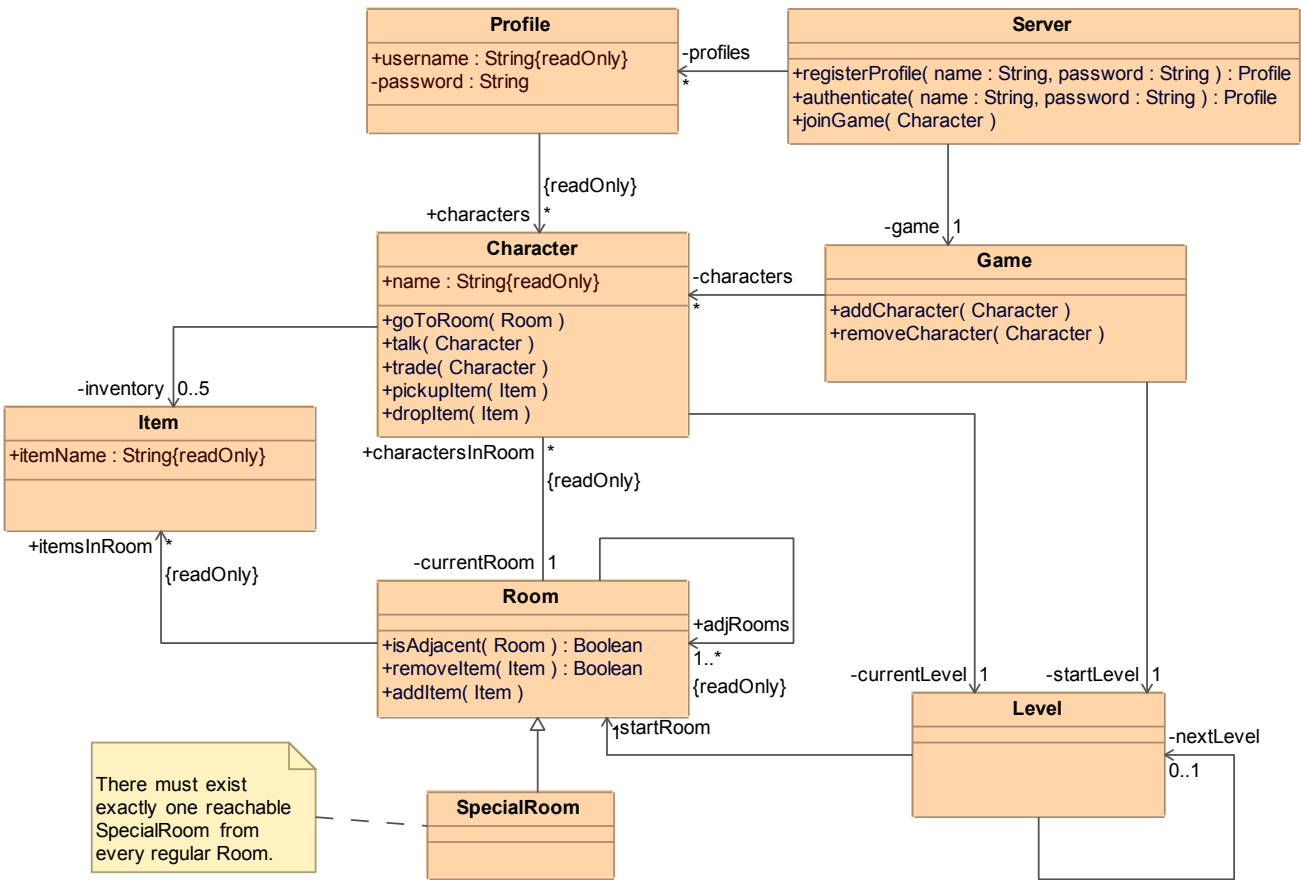 Profile
+username : String{readOnly}
-password : String
Server
+registerProfile( name : String, password : String ) : Profile
+authenticate( name : String, password : String ) : Profile
+joinGame( Character )
-profiles
*
{readOnly}
+characters
*
-game
1
Character
+name : String{readOnly}
+goToRoom( Room )
+talk( Character )
+trade( Character )
+pickupItem( Item )
+dropItem( Item )
-characters
*
Game
+addCharacter( Character )
+removeCharacter( Character )
-inventory
0..5
Item
+itemName : String{readOnly}
+charactersInRoom
*
{readOnly}
+itemsInRoom
*
{readOnly}
-currentRoom
1
Room
+isAdjacent( Room ) : Boolean
+removeItem( Item ) : Boolean
+addItem( Item )
+adjRooms
1..*
{readOnly}
-currentLevel
1
-startLevel
1
Level
-startRoom
1
-nextLevel
0..1
There must exist
exactly one reachable
SpecialRoom from
every regular Room.
SpecialRoom